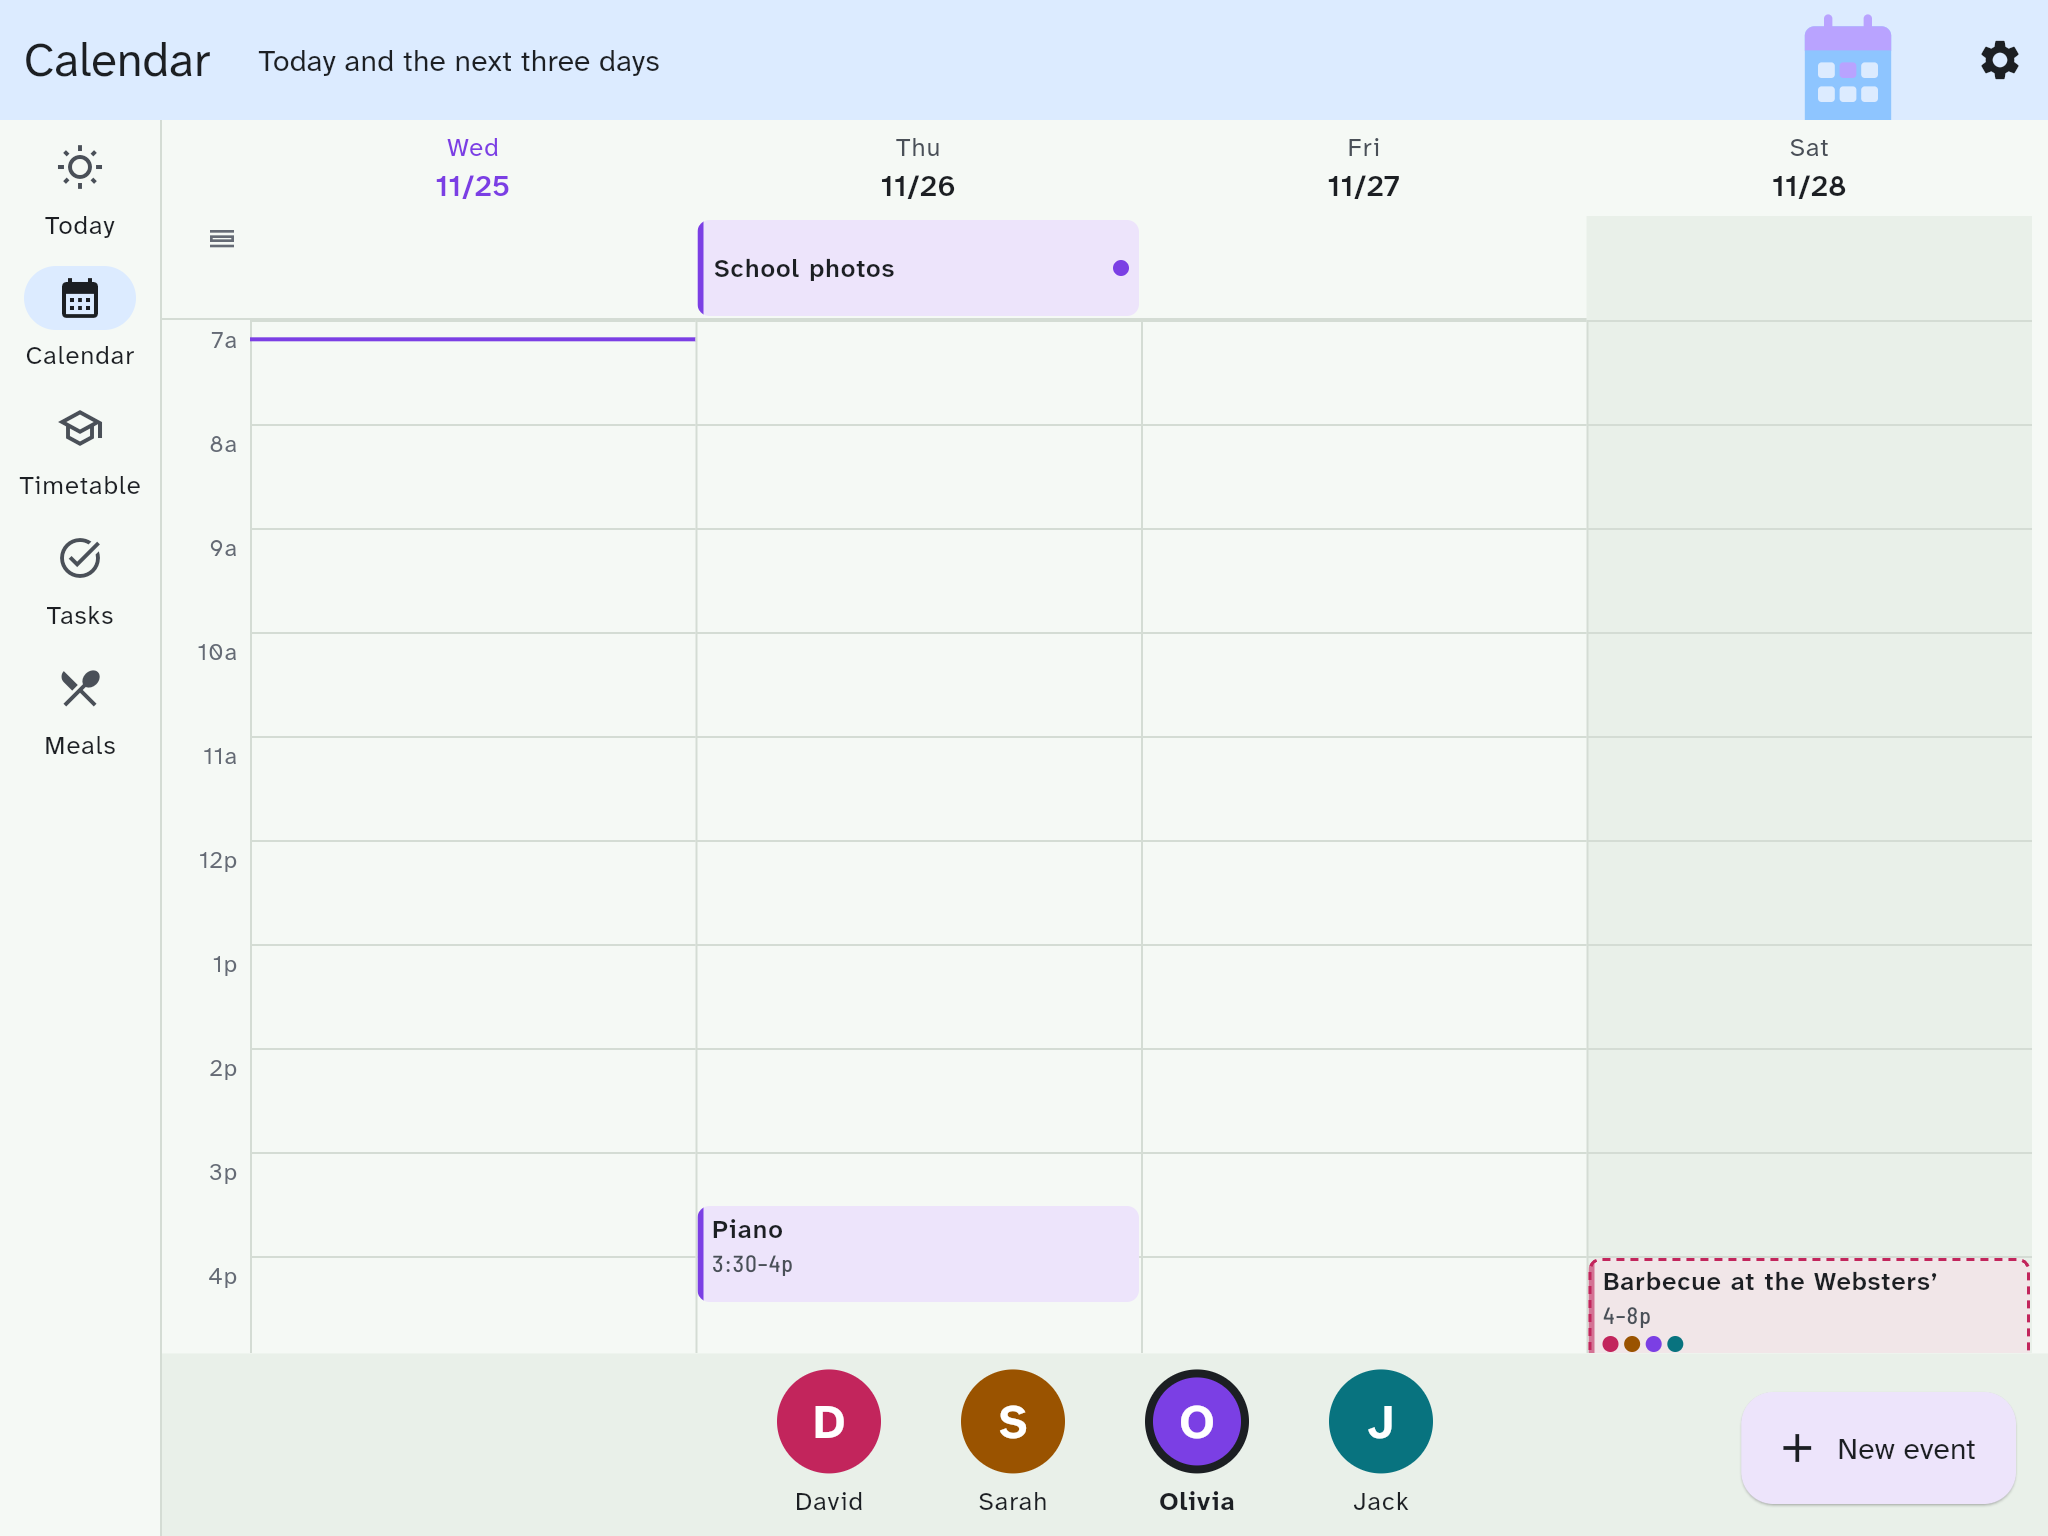 Calendar
Today and the next three days
Today
Calendar
Timetable
Tasks
Meals
Wed
11/25
Thu
11/26
Fri
11/27
Sat
11/28
School photos
7a
8a
9a
10a
11a
12p
1p
2p
3p
4p
Piano
3:30–4p
Barbecue at the Websters’
4–8p
D
David
S
Sarah
O
Olivia
J
Jack
New event